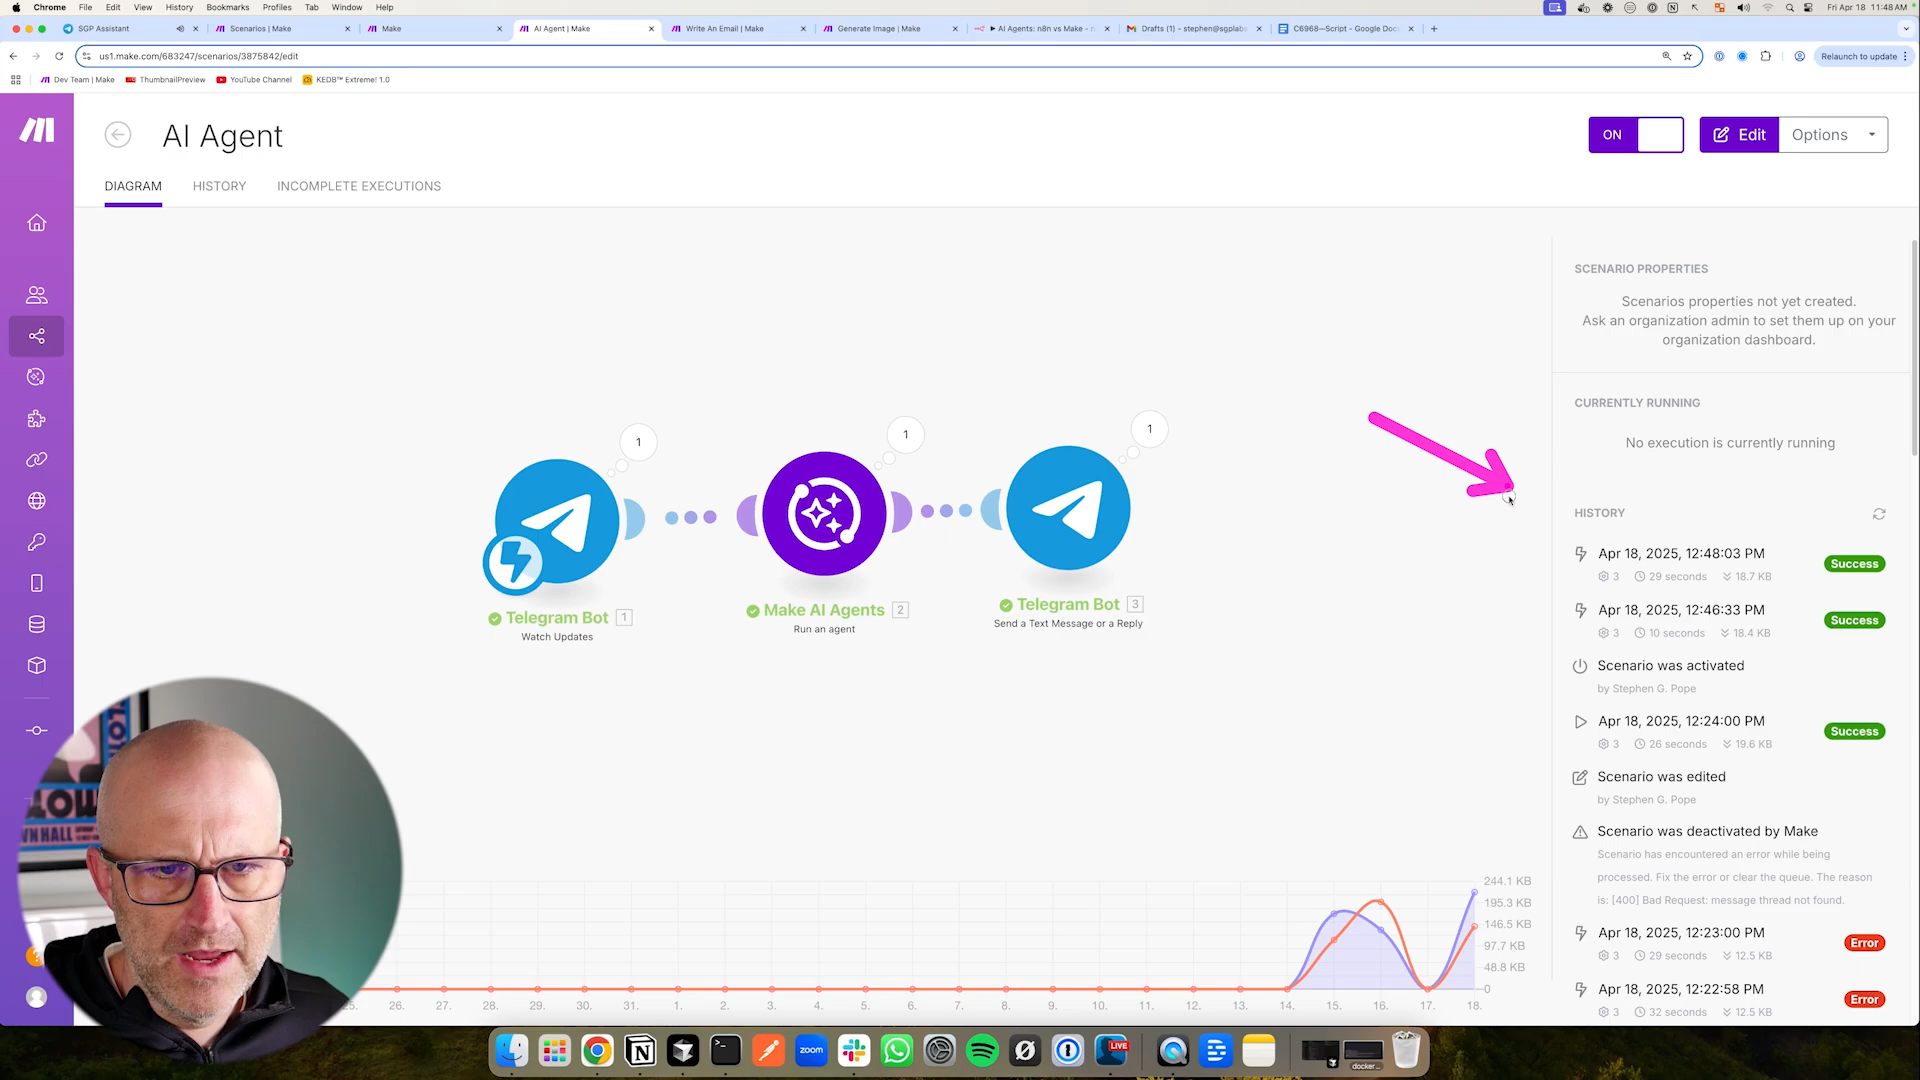 Chrome File Edit View History Bookmarks Profiles Tab Window Help
Fri Apr 18 11:48 AM
SGP Assistant
Scenarios | Make
Make
AI Agent | Make
Write An Email | Make
Generate Image | Make
AI Agents: n8n vs Make - n
Drafts (1) - stephen@sgplabs
C6968—Script - Google Doc
us1.make.com/683247/scenarios/3875842/edit
Relaunch to update
Dev Team | Make
ThumbnailPreview
YouTube Channel
KEDB™ Extreme! 1.0
AI Agent
ON
Edit
Options
DIAGRAM
HISTORY
INCOMPLETE EXECUTIONS
SCENARIO PROPERTIES
Scenarios properties not yet created.
Ask an organization admin to set them up on your
organization dashboard.
CURRENTLY RUNNING
No execution is currently running
1
1
1
Telegram Bot 1
Watch Updates
Make AI Agents 2
Run an agent
Telegram Bot 3
Send a Text Message or a Reply
HISTORY
Apr 18, 2025, 12:48:03 PM
3 29 seconds 18.7 KB
Success
Apr 18, 2025, 12:46:33 PM
3 10 seconds 18.4 KB
Success
Scenario was activated
by Stephen G. Pope
Apr 18, 2025, 12:24:00 PM
3 26 seconds 19.6 KB
Success
Scenario was edited
by Stephen G. Pope
Scenario was deactivated by Make
Scenario has encountered an error while being
processed. Fix the error or clear the queue. The reason
is: [400] Bad Request: message thread not found.
Apr 18, 2025, 12:23:00 PM
3 29 seconds 12.5 KB
Error
Apr 18, 2025, 12:22:58 PM
3 32 seconds 12.5 KB
Error
244.1 KB
195.3 KB
146.5 KB
97.7 KB
48.8 KB
0
25. 26. 27. 28. 29. 30. 31. 1. 2. 3. 4. 5. 6. 7. 8. 9. 10. 11. 12. 13. 14. 15. 16. 17. 18.
zoom
LIVE
docker...